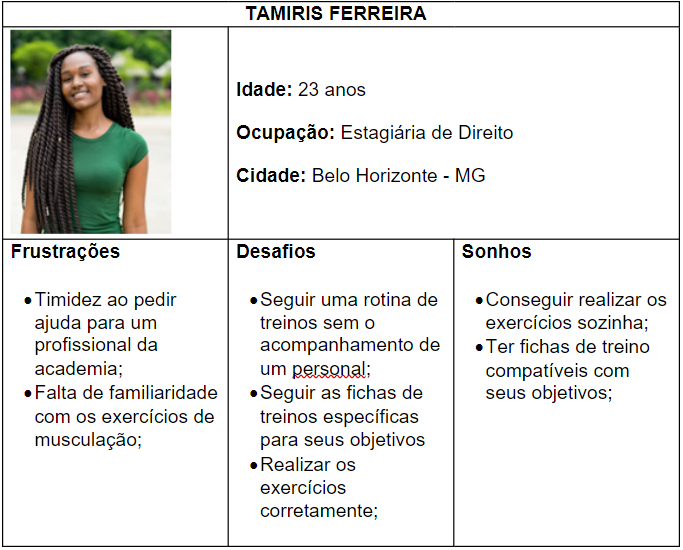 TAMIRIS FERREIRA
Idade: 23 anos
Ocupação: Estagiária de Direito
Cidade: Belo Horizonte - MG
Frustrações
• Timidez ao pedir
ajuda para um
profissional da
academia;
• Falta de familiaridade
com os exercícios de
musculação;
Desafios
• Seguir uma rotina de
treinos sem o
acompanhamento de
um personal;
• Seguir as fichas de
treinos específicas
para seus objetivos
• Realizar os
exercícios
corretamente;
Sonhos
• Conseguir realizar os
exercícios sozinha;
• Ter fichas de treino
compatíveis com
seus objetivos;